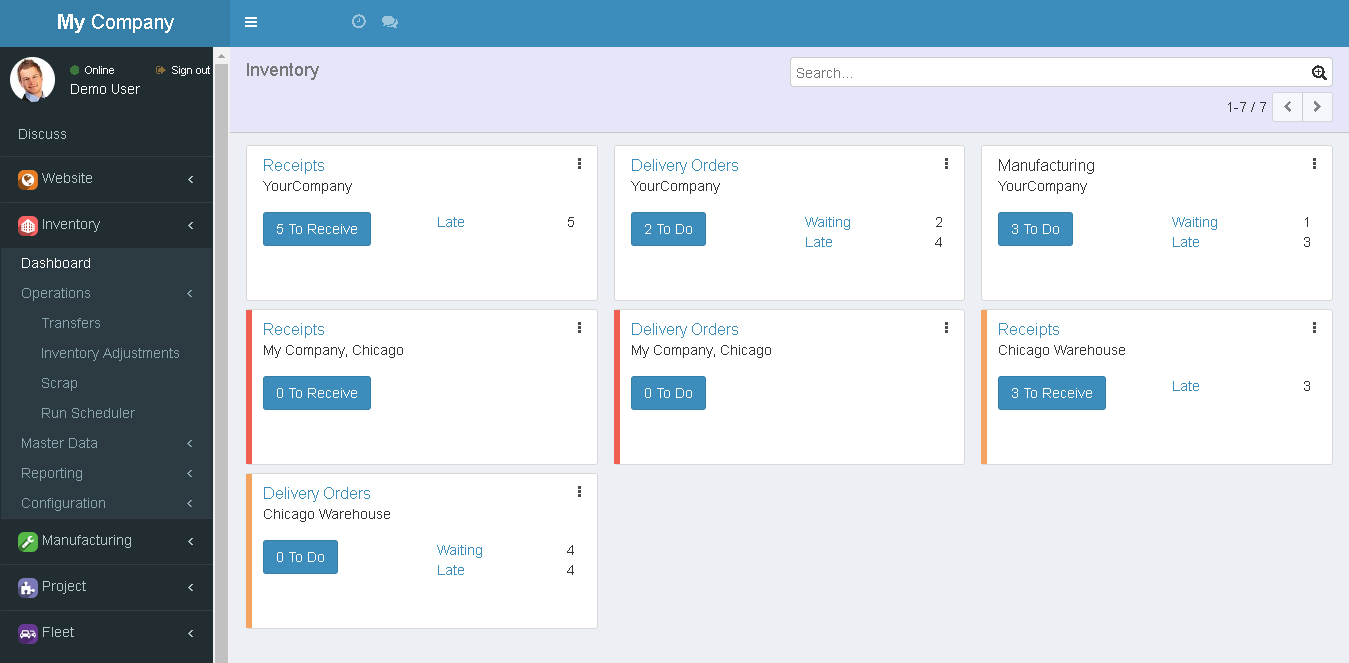 My Company
Online
Sign out
Demo User
Discuss
Website
Inventory
Dashboard
Operations
Transfers
Inventory Adjustments
Scrap
Run Scheduler
Master Data
Reporting
Configuration
Manufacturing
Project
Fleet
Inventory
Search...
1-7 / 7
Receipts
YourCompany
5 To Receive
Late 5
Delivery Orders
YourCompany
2 To Do
Waiting 2
Late 4
Manufacturing
YourCompany
3 To Do
Waiting 1
Late 3
Receipts
My Company, Chicago
0 To Receive
Delivery Orders
My Company, Chicago
0 To Do
Receipts
Chicago Warehouse
3 To Receive
Late 3
Delivery Orders
Chicago Warehouse
0 To Do
Waiting 4
Late 4